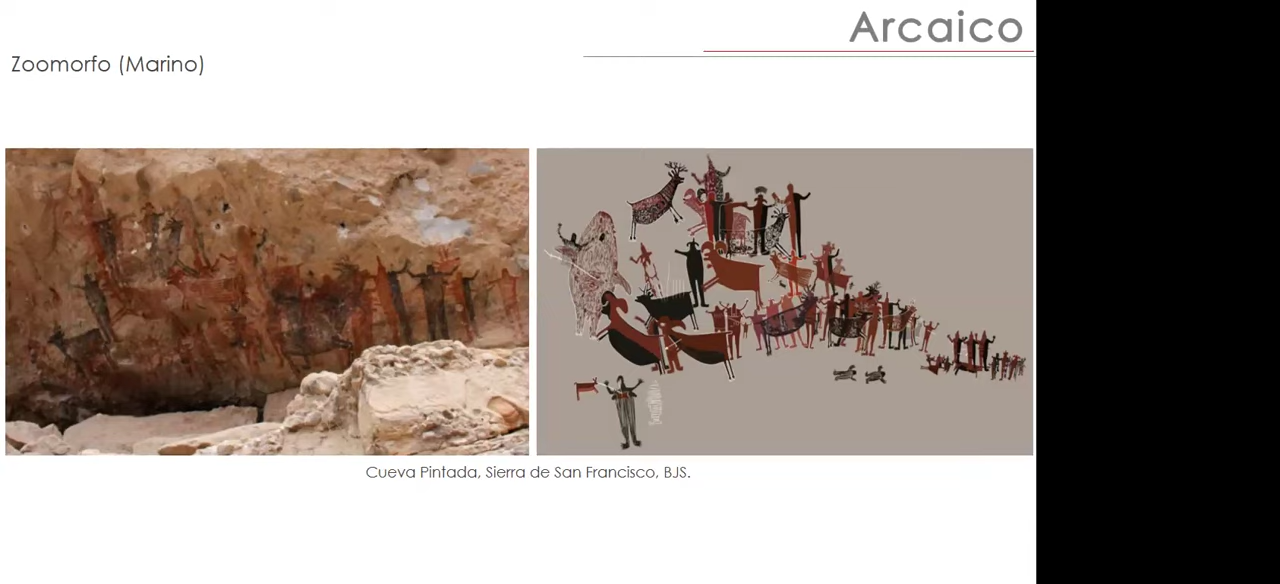 Arcaico
Zoomorfo (Marino)
Cueva Pintada, Sierra de San Francisco, BJS.